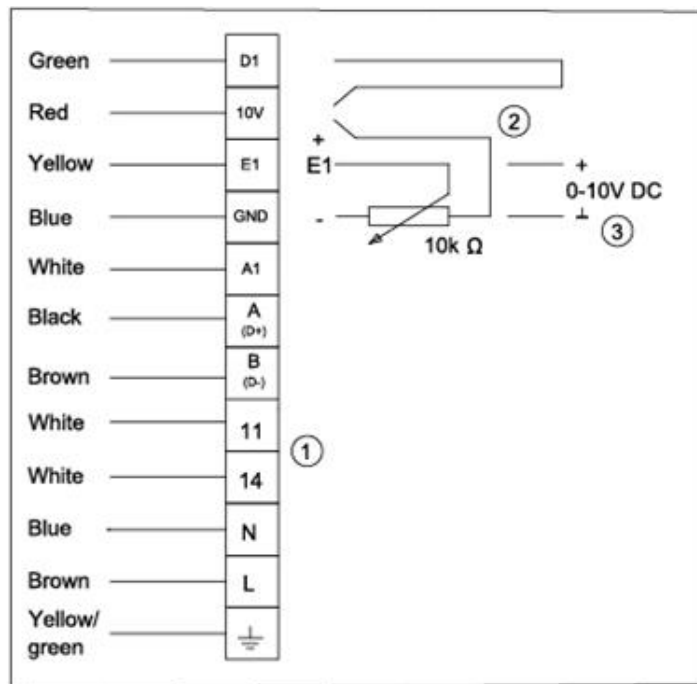 Green D1
Red 10V ②
+
Yellow E1 E1 +
0-10V DC
Blue GND - ⊥ ③
10k Ω
White A1
Black A
(D+)
Brown B
(D-)
White 11 ①
White 14
Blue N
Brown L
Yellow/
green